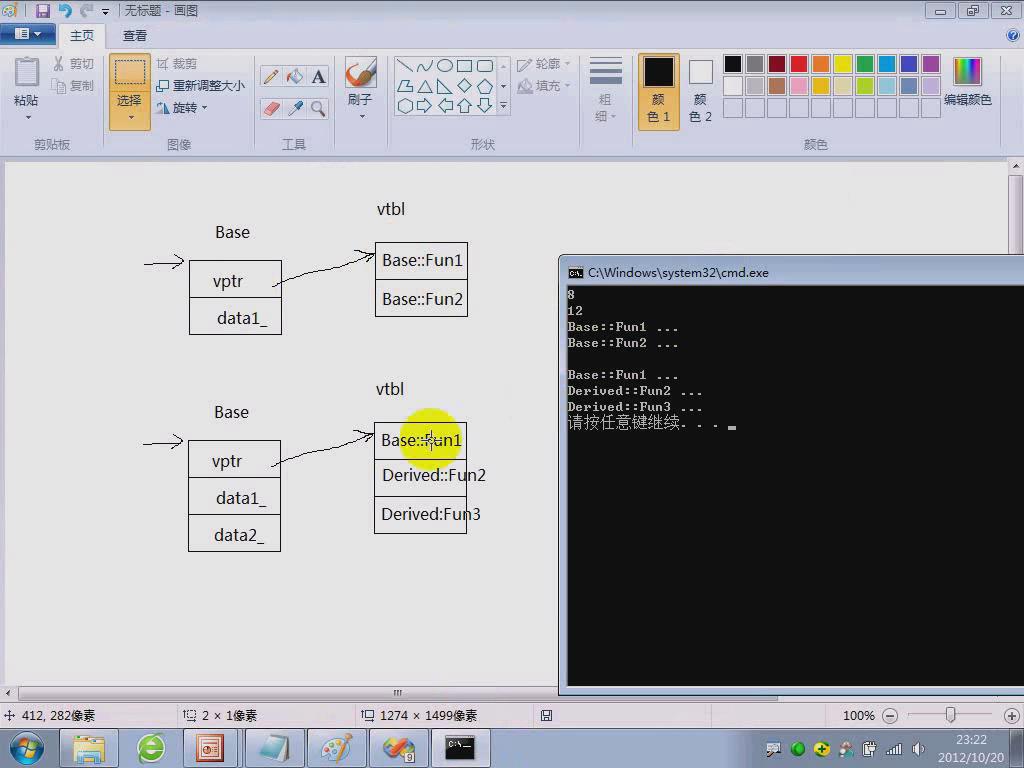 无标题 - 画图
主页
查看
粘贴
剪切
复制
剪贴板
选择
裁剪
重新调整大小
旋转
图像
A
工具
刷子
轮廓
填充
形状
粗
细
颜
色 1
颜
色 2
编辑颜色
颜色
vtbl
Base
Base::Fun1
vptr
Base::Fun2
data1_
vtbl
Base
Base::Fun1
vptr
Derived::Fun2
data1_
Derived:Fun3
data2_
C:\Windows\system32\cmd.exe
8
12
Base::Fun1 ...
Base::Fun2 ...
Base::Fun1 ...
Derived::Fun2 ...
Derived::Fun3 ...
请按任意键继续. . .
412, 282像素
2 × 1像素
1274 × 1499像素
100%
23:22
2012/10/20